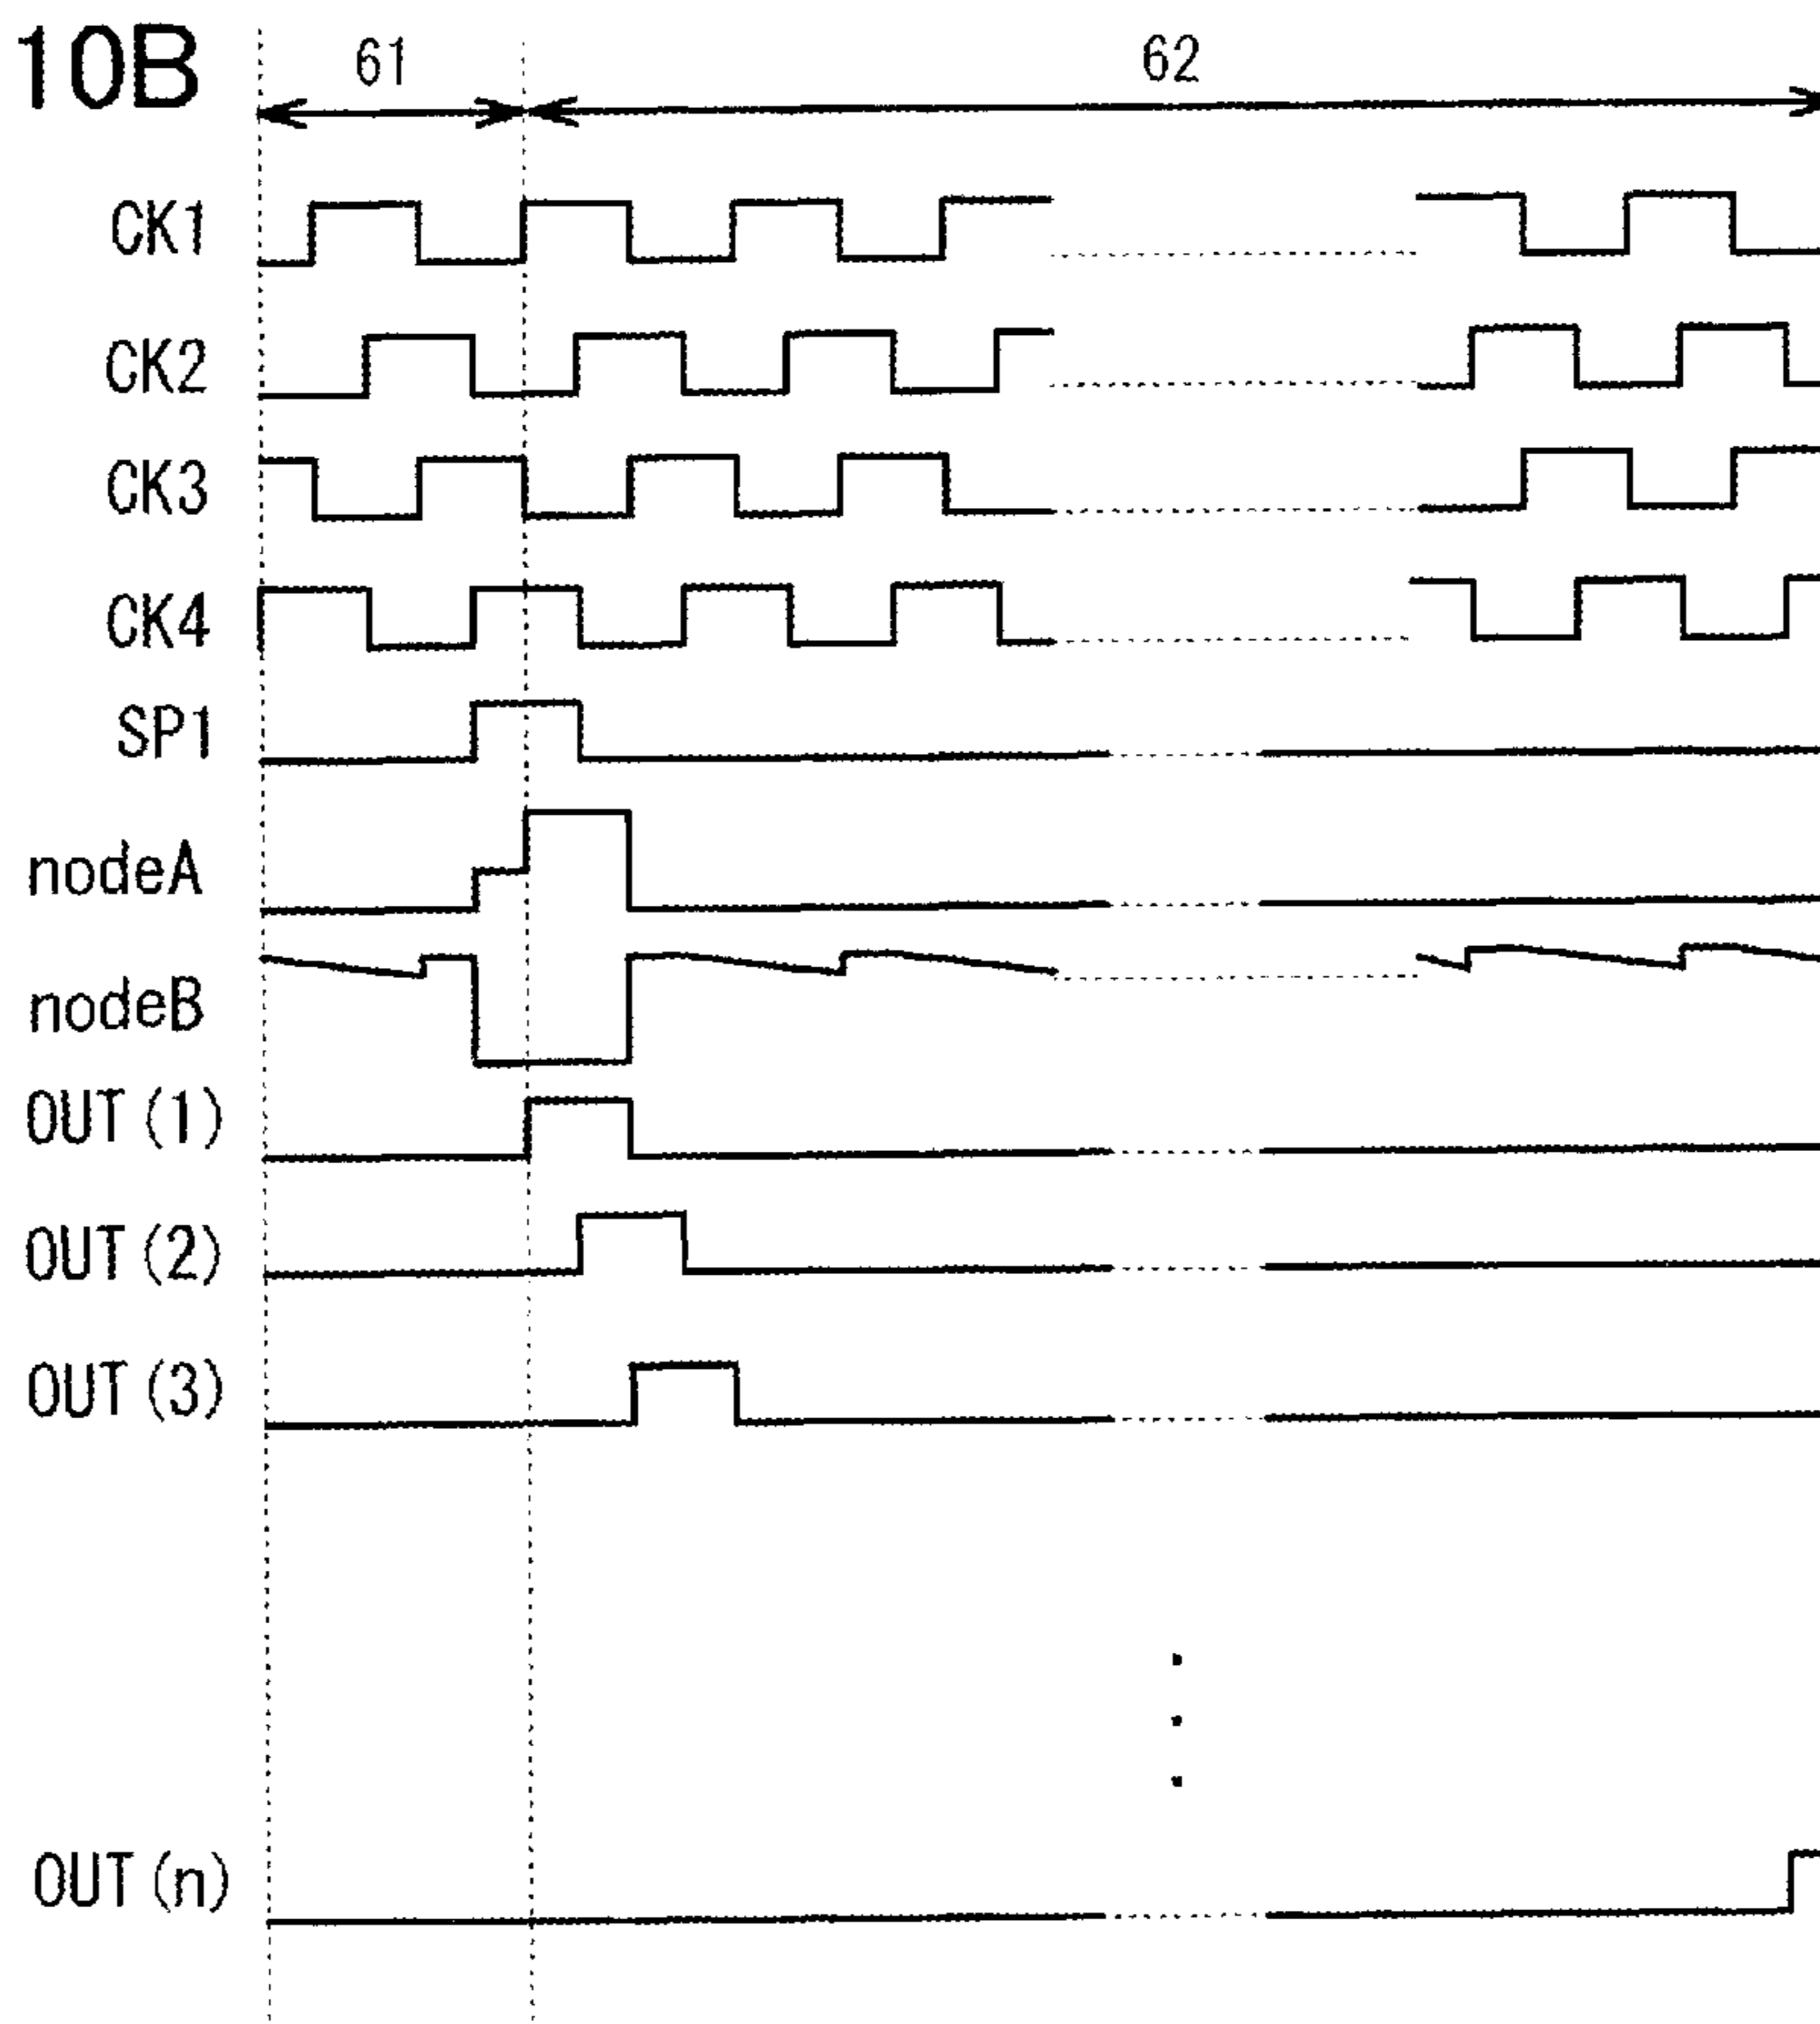 10B
61 62
CK1
CK2
CK3
CK4
SP1
nodeA
nodeB
OUT(1)
OUT(2)
OUT(3)
OUT(n)